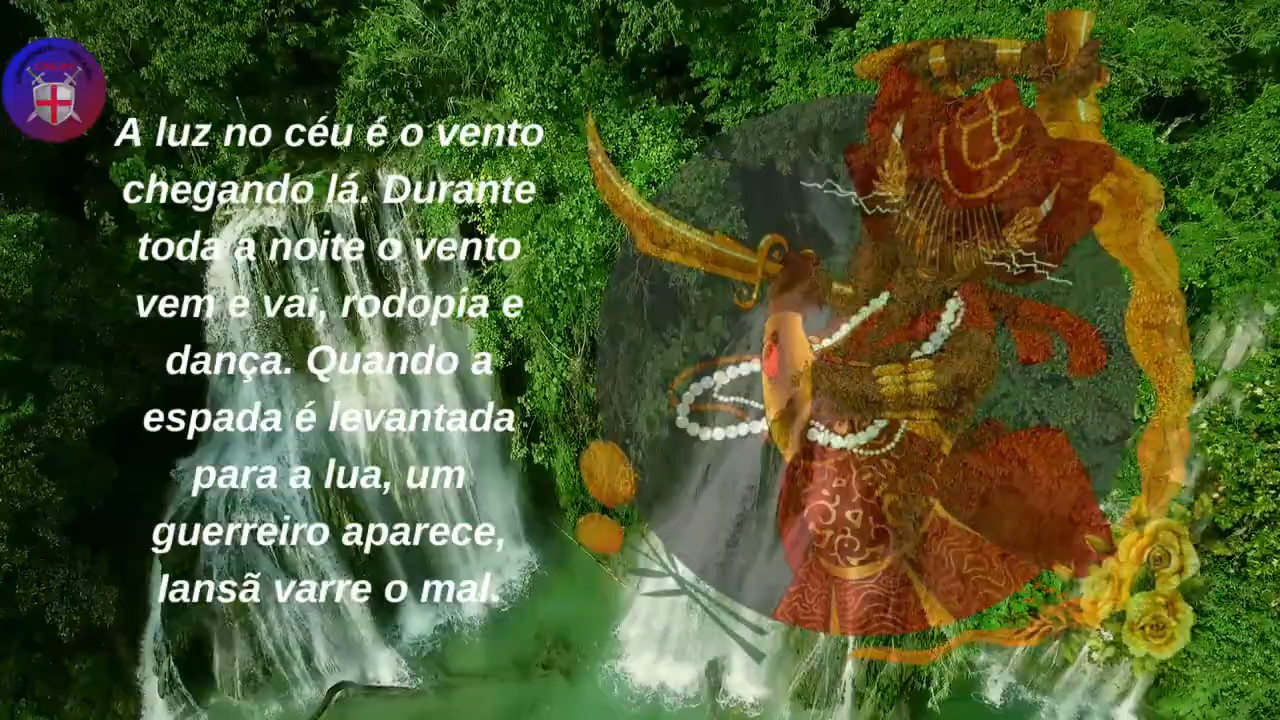 A luz no céu é o vento
chegando lá. Durante
toda a noite o vento
vem e vai, rodopia e
dança. Quando a
espada é levantada
para a lua, um
guerreiro aparece,
Iansã varre o mal.